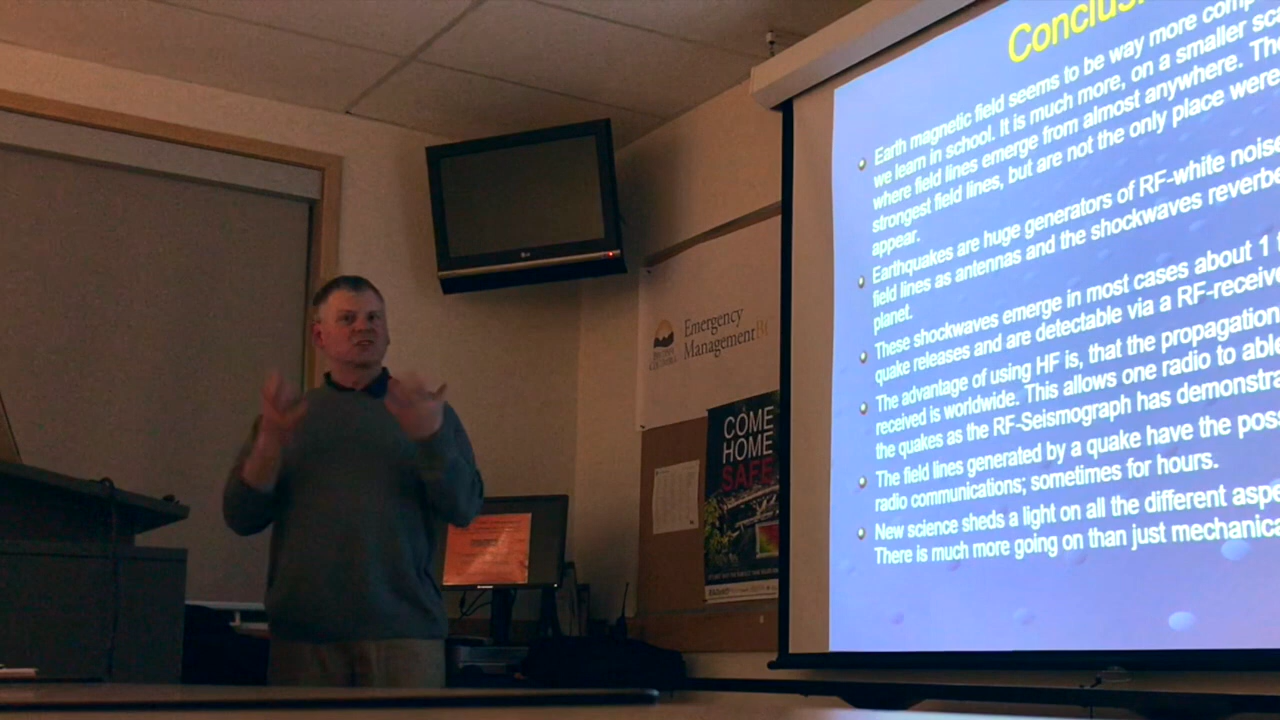 Conclus
Earth magnetic field seems to be way more comp
we learn in school. It is much more, on a smaller sca
where field lines emerge from almost anywhere. The
strongest field lines, but are not the only place were
appear.
Earthquakes are huge generators of RF-white noise
field lines as antennas and the shockwaves reverbe
planet.
These shockwaves emerge in most cases about 1
quake releases and are detectable via a RF-receive
The advantage of using HF is, that the propagation
received is worldwide. This allows one radio to able
the quakes as the RF-Seismograph has demonstra
The field lines generated by a quake have the poss
radio communications; sometimes for hours.
New science sheds a light on all the different aspe
There is much more going on than just mechanica
LG
Emergency
ManagementBC
BRITISH
COLUMBIA
COME
HOME
SAFE